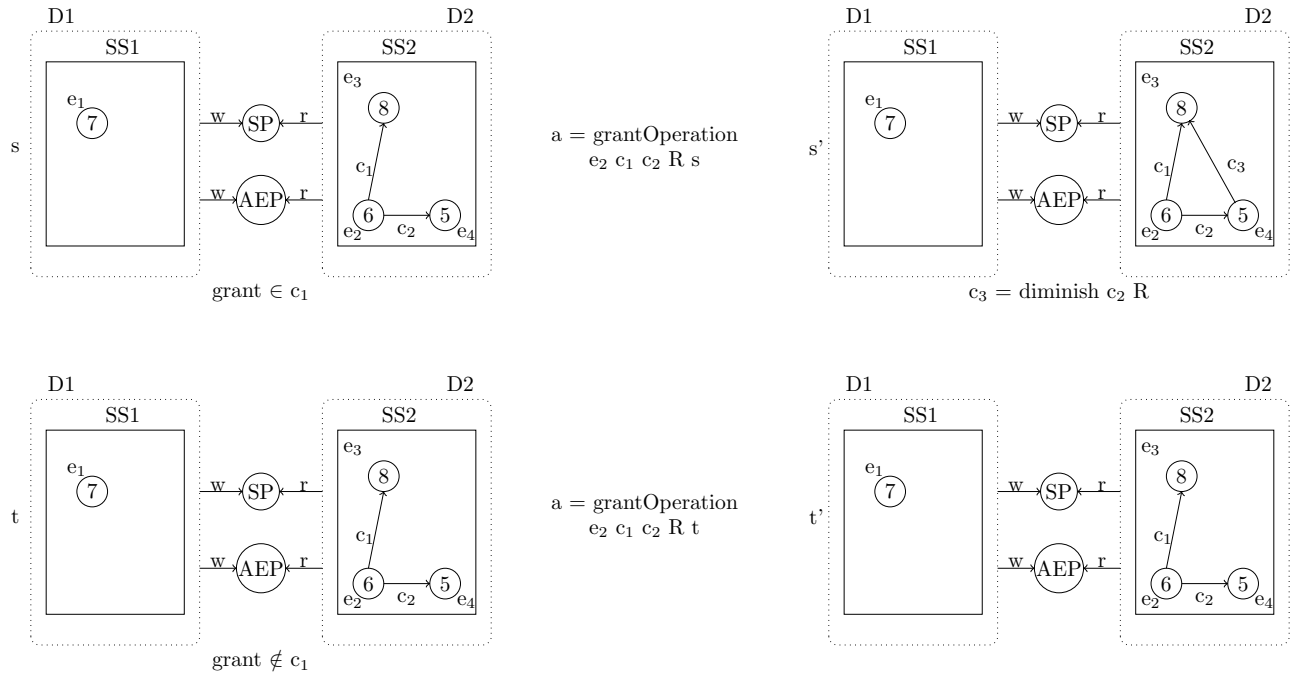 D1 D2
SS1 SS2
e₃
e₁ 8
7 w SP r
s c₁ a = grantOperation
e₂ c₁ c₂ R s
w AEP r
6 5
e₂ c₂ e₄
grant ∈ c₁
D1 D2
SS1 SS2
e₃
e₁ 8
7 w SP r
s' c₁ c₃
w AEP r
6 5
e₂ c₂ e₄
c₃ = diminish c₂ R
D1 D2
SS1 SS2
e₃
e₁ 8
7 w SP r
t c₁ a = grantOperation
e₂ c₁ c₂ R t
w AEP r
6 5
e₂ c₂ e₄
grant ∉ c₁
D1 D2
SS1 SS2
e₃
e₁ 8
7 w SP r
t' c₁
w AEP r
6 5
e₂ c₂ e₄